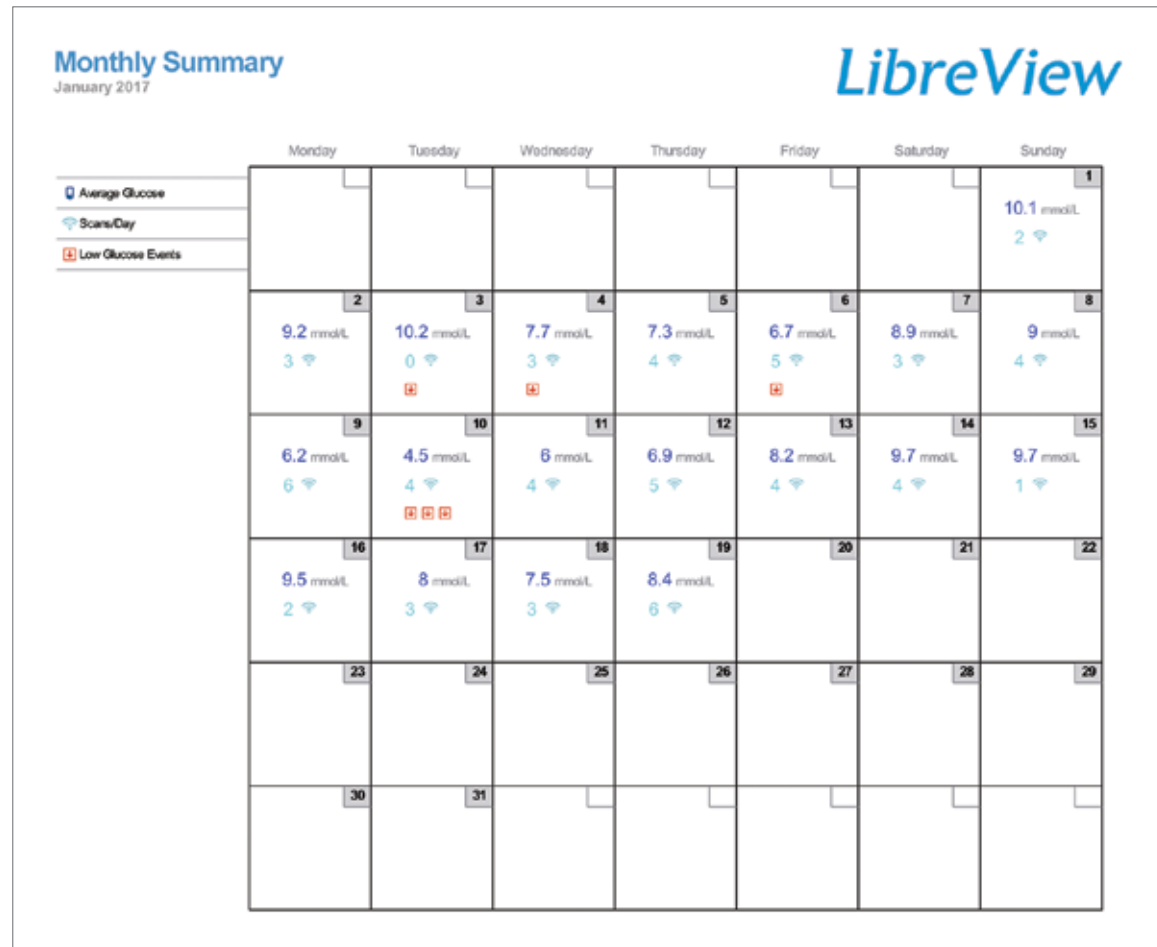 Monthly Summary
January 2017
LibreView
Monday Tuesday Wednesday Thursday Friday Saturday Sunday
Average Glucose
Scans/Day
Low Glucose Events
1
10.1 mmol/L
2
2 3 4 5 6 7 8
9.2 mmol/L 10.2 mmol/L 7.7 mmol/L 7.3 mmol/L 6.7 mmol/L 8.9 mmol/L 9 mmol/L
3 0 3 4 5 3 4
9 10 11 12 13 14 15
6.2 mmol/L 4.5 mmol/L 6 mmol/L 6.9 mmol/L 8.2 mmol/L 9.7 mmol/L 9.7 mmol/L
6 4 4 5 4 4 1
16 17 18 19 20 21 22
9.5 mmol/L 8 mmol/L 7.5 mmol/L 8.4 mmol/L
2 3 3 6
23 24 25 26 27 28 29
30 31